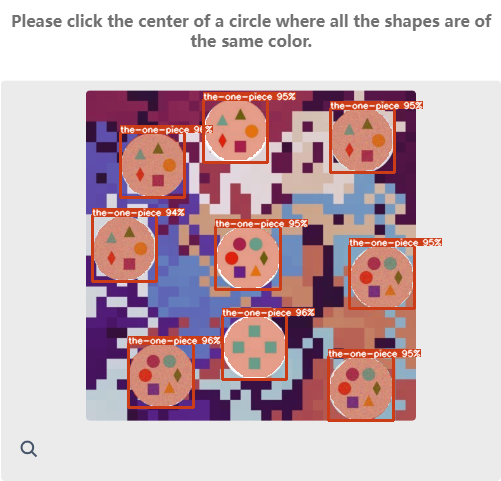 Please click the center of a circle where all the shapes are of
the same color.
the-one-piece 95%
the-one-piece 95%
the-one-piece 96%
the-one-piece 94%
the-one-piece 95%
the-one-piece 95%
the-one-piece 96%
the-one-piece 96%
the-one-piece 95%